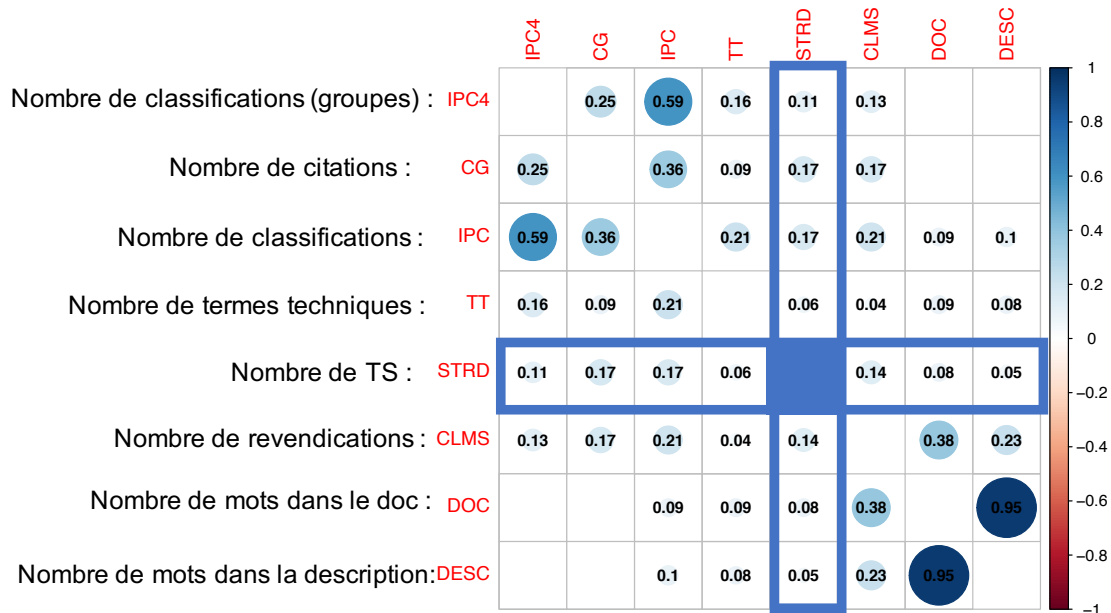 IPC4 CG IPC TT STRD CLMS DOC DESC
Nombre de classifications (groupes) : IPC4 0.25 0.59 0.16 0.11 0.13
Nombre de citations : CG 0.25 0.36 0.09 0.17 0.17
Nombre de classifications : IPC 0.59 0.36 0.21 0.17 0.21 0.09 0.1
Nombre de termes techniques : TT 0.16 0.09 0.21 0.06 0.04 0.09 0.08
Nombre de TS : STRD 0.11 0.17 0.17 0.06 0.14 0.08 0.05
Nombre de revendications : CLMS 0.13 0.17 0.21 0.04 0.14 0.38 0.23
Nombre de mots dans le doc : DOC 0.09 0.09 0.08 0.38 0.95
Nombre de mots dans la description: DESC 0.1 0.08 0.05 0.23 0.95
1
0.8
0.6
0.4
0.2
0
−0.2
−0.4
−0.6
−0.8
−1